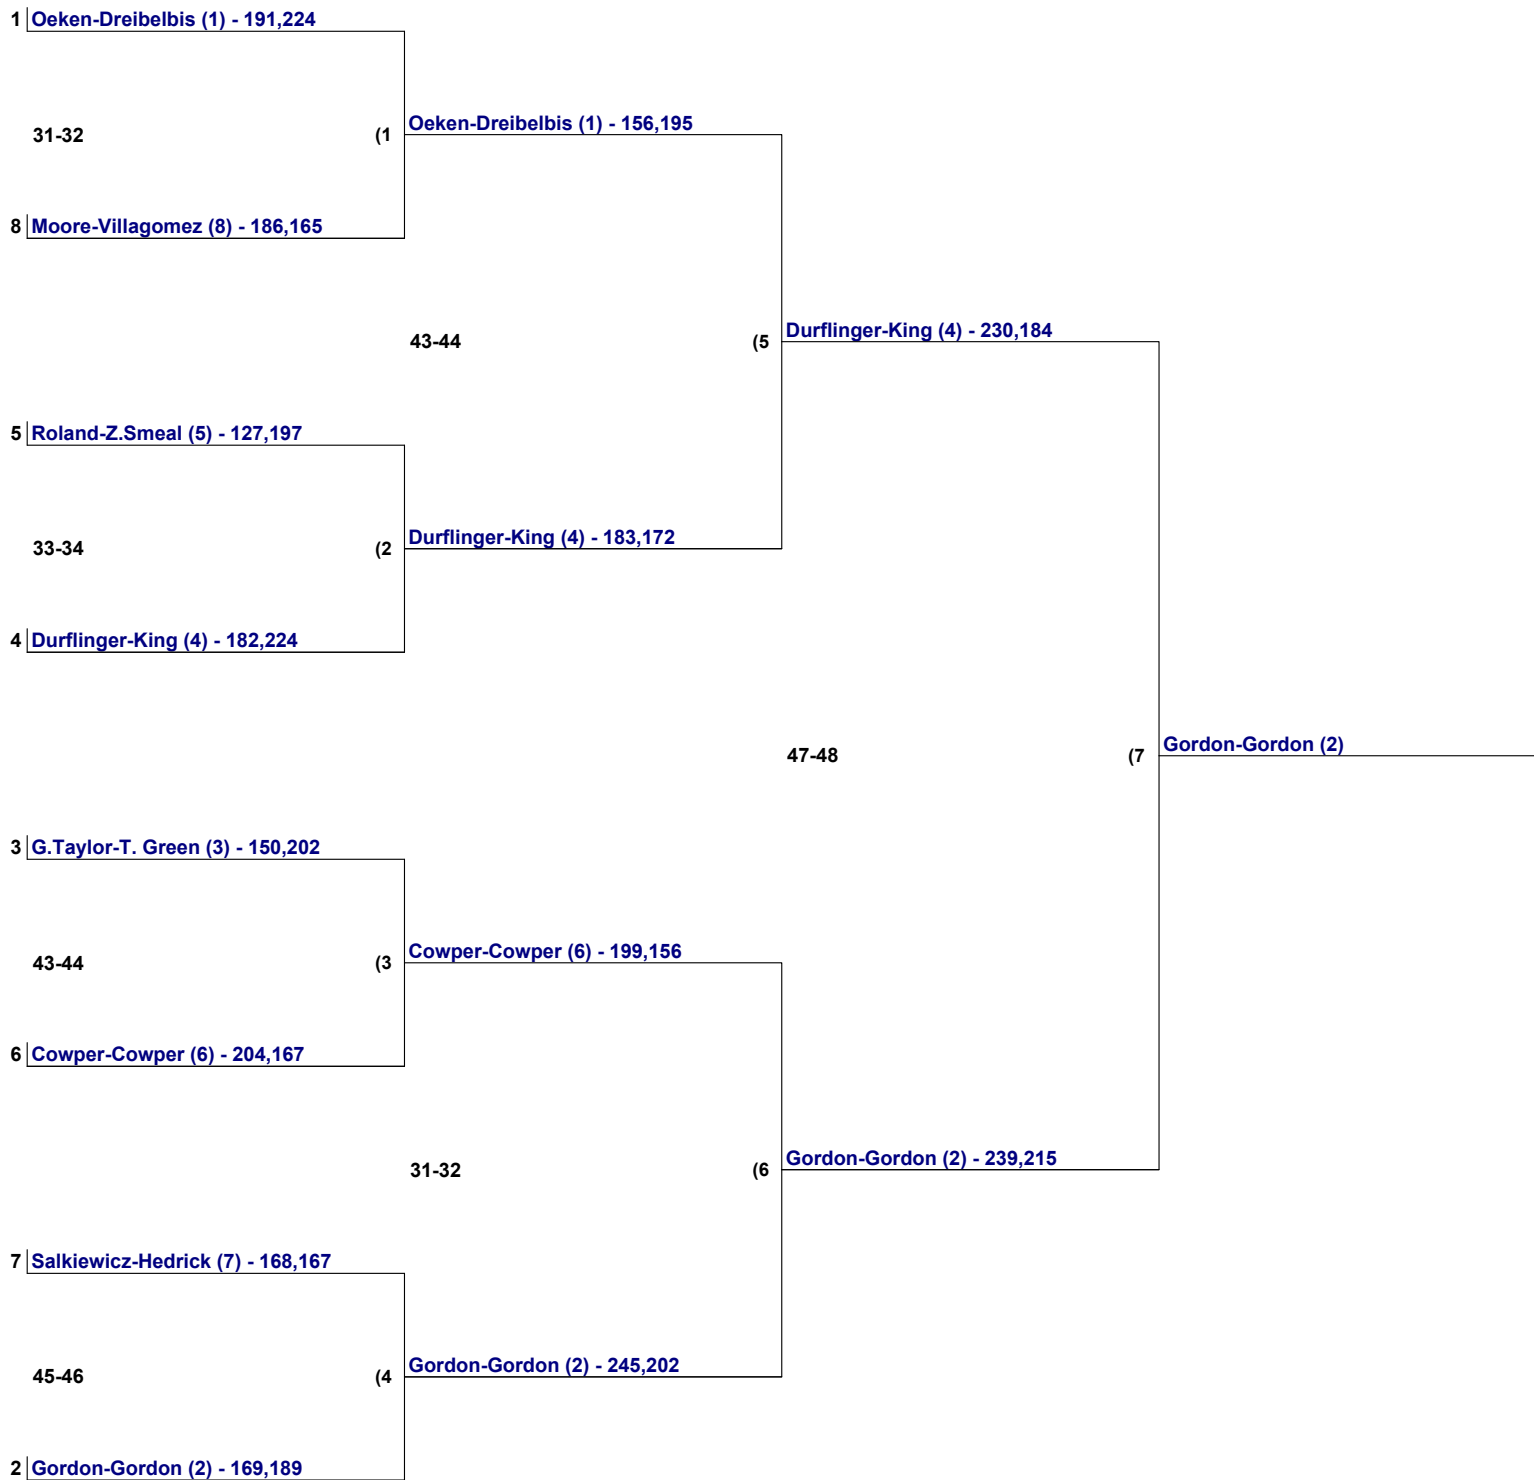 1 Oeken-Dreibelbis (1) - 191,224
Oeken-Dreibelbis (1) - 156,195
31-32 (1
8 Moore-Villagomez (8) - 186,165
Durflinger-King (4) - 230,184
43-44 (5
5 Roland-Z.Smeal (5) - 127,197
Durflinger-King (4) - 183,172
33-34 (2
4 Durflinger-King (4) - 182,224
Gordon-Gordon (2)
47-48 (7
3 G.Taylor-T. Green (3) - 150,202
Cowper-Cowper (6) - 199,156
43-44 (3
6 Cowper-Cowper (6) - 204,167
Gordon-Gordon (2) - 239,215
31-32 (6
7 Salkiewicz-Hedrick (7) - 168,167
Gordon-Gordon (2) - 245,202
45-46 (4
2 Gordon-Gordon (2) - 169,189